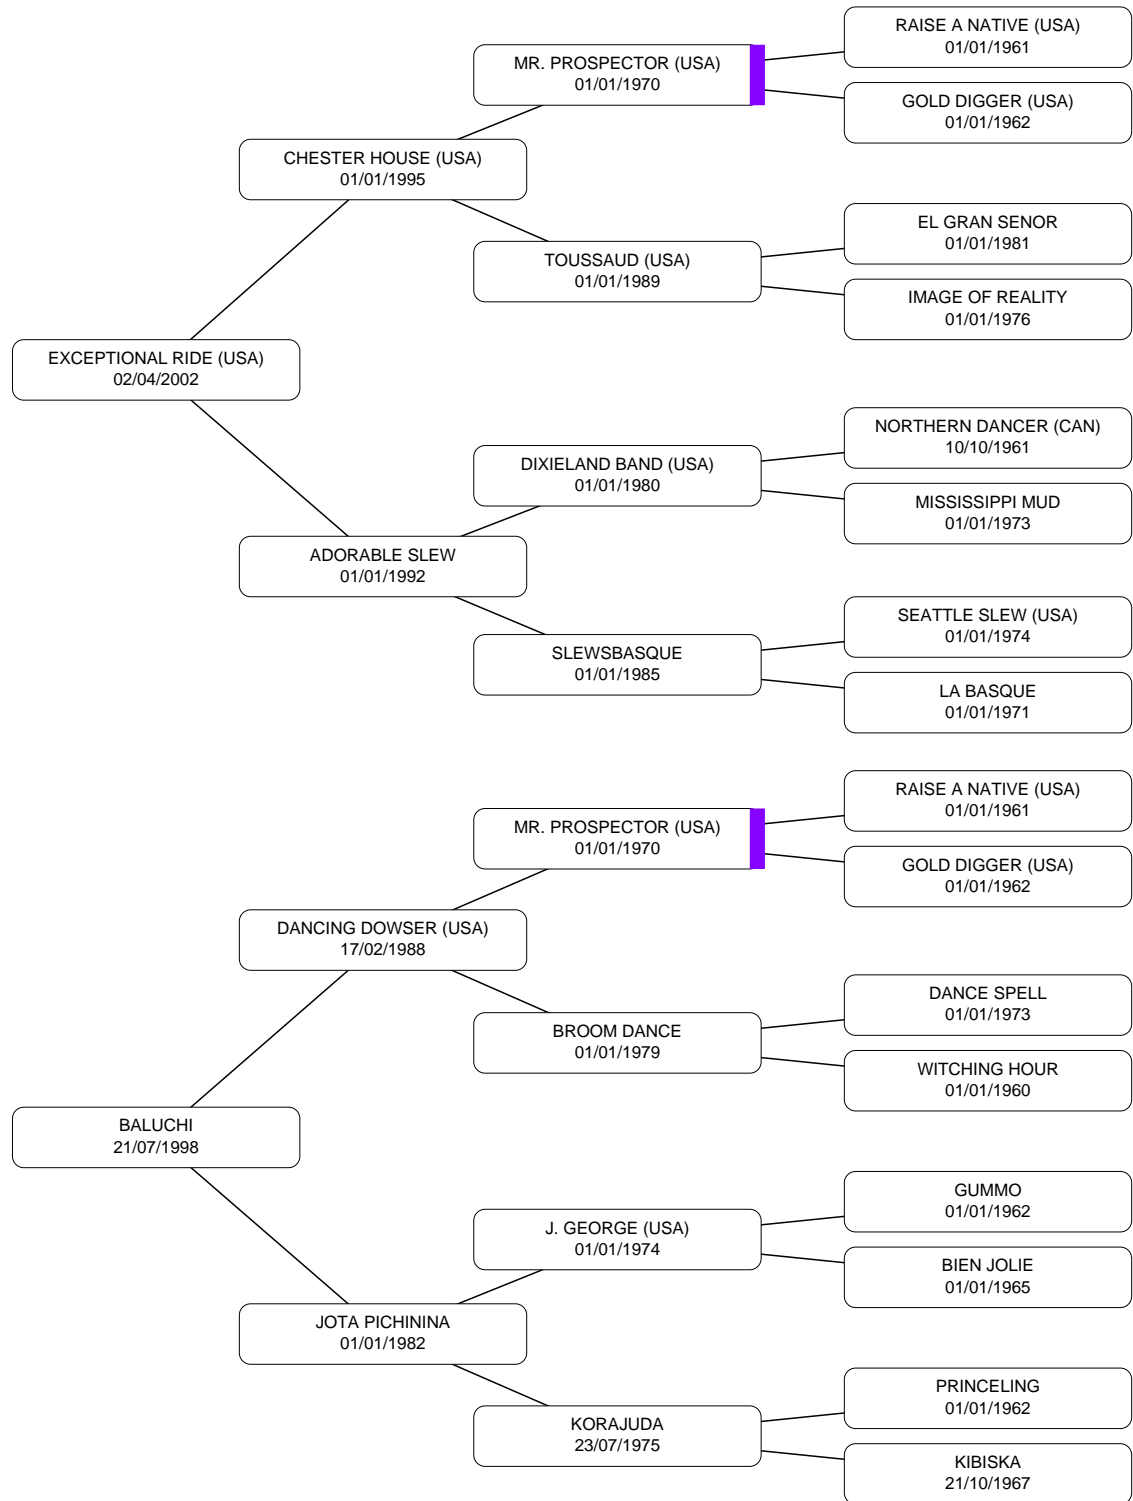 RAISE A NATIVE (USA)
01/01/1961
MR. PROSPECTOR (USA)
01/01/1970
GOLD DIGGER (USA)
01/01/1962
CHESTER HOUSE (USA)
01/01/1995
EL GRAN SENOR
01/01/1981
TOUSSAUD (USA)
01/01/1989
IMAGE OF REALITY
01/01/1976
EXCEPTIONAL RIDE (USA)
02/04/2002
NORTHERN DANCER (CAN)
10/10/1961
DIXIELAND BAND (USA)
01/01/1980
MISSISSIPPI MUD
01/01/1973
ADORABLE SLEW
01/01/1992
SEATTLE SLEW (USA)
01/01/1974
SLEWSBASQUE
01/01/1985
LA BASQUE
01/01/1971
RAISE A NATIVE (USA)
01/01/1961
MR. PROSPECTOR (USA)
01/01/1970
GOLD DIGGER (USA)
01/01/1962
DANCING DOWSER (USA)
17/02/1988
DANCE SPELL
01/01/1973
BROOM DANCE
01/01/1979
WITCHING HOUR
01/01/1960
BALUCHI
21/07/1998
GUMMO
01/01/1962
J. GEORGE (USA)
01/01/1974
BIEN JOLIE
01/01/1965
JOTA PICHININA
01/01/1982
PRINCELING
01/01/1962
KORAJUDA
23/07/1975
KIBISKA
21/10/1967